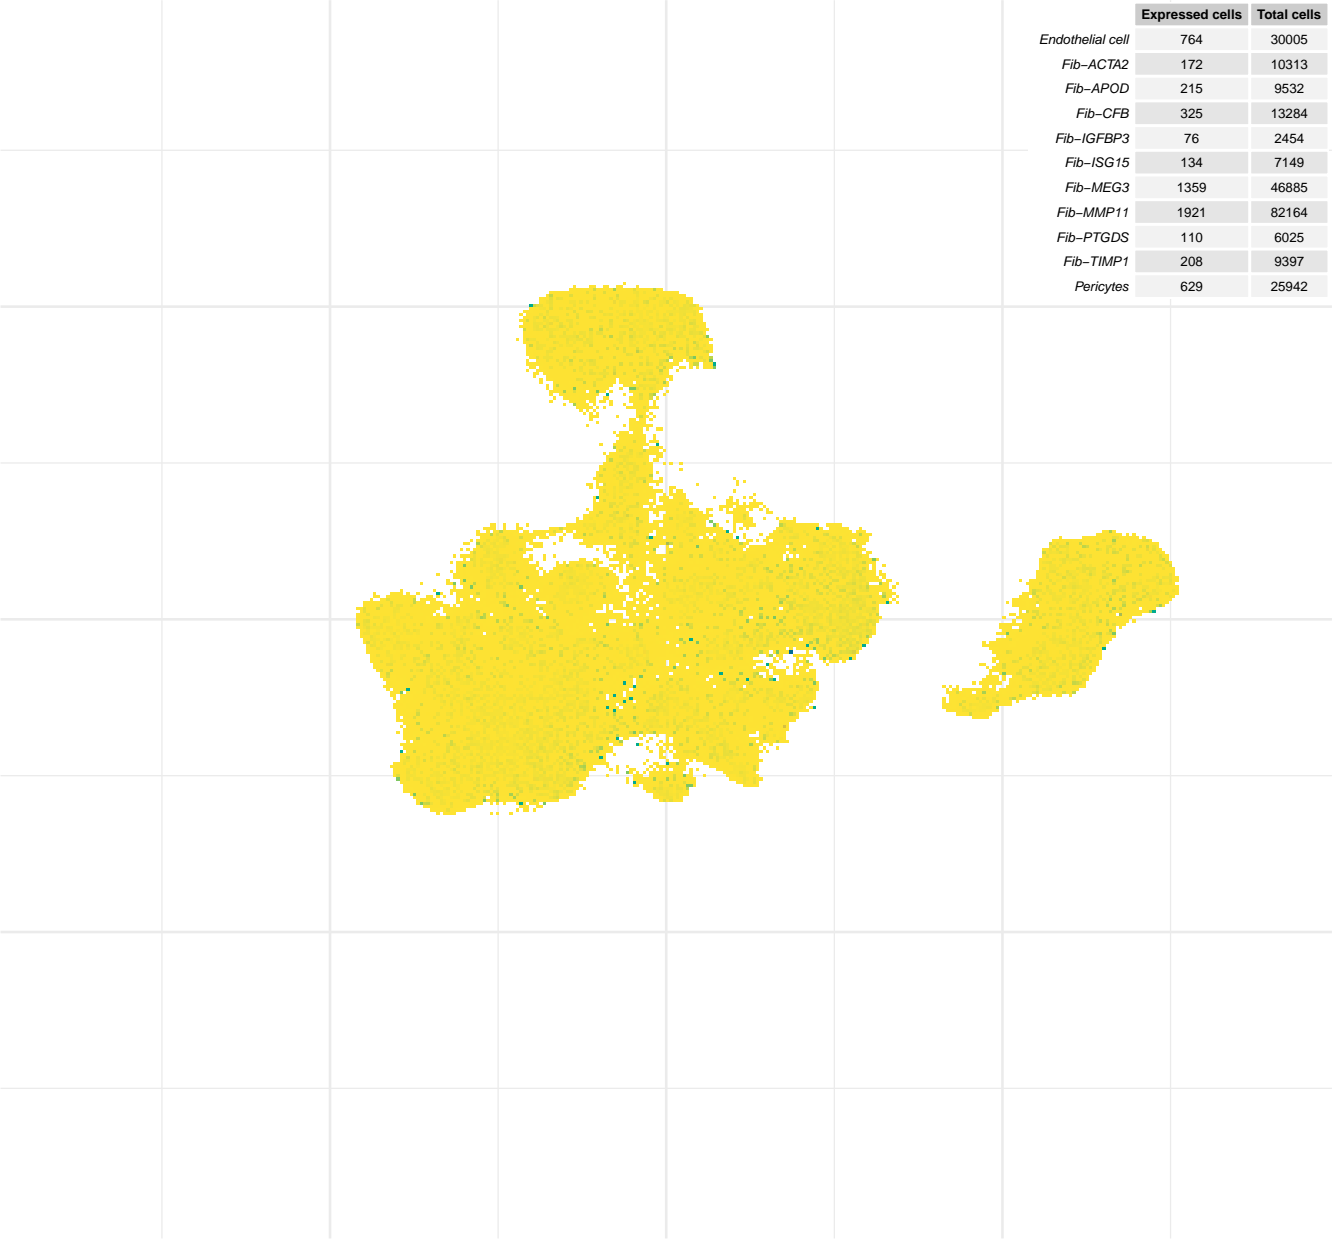 Expressed cells Total cells
Endothelial cell 764 30005
Fib−ACTA2 172 10313
Fib−APOD 215 9532
Fib−CFB 325 13284
Fib−IGFBP3 76 2454
Fib−ISG15 134 7149
Fib−MEG3 1359 46885
Fib−MMP11 1921 82164
Fib−PTGDS 110 6025
Fib−TIMP1 208 9397
Pericytes 629 25942